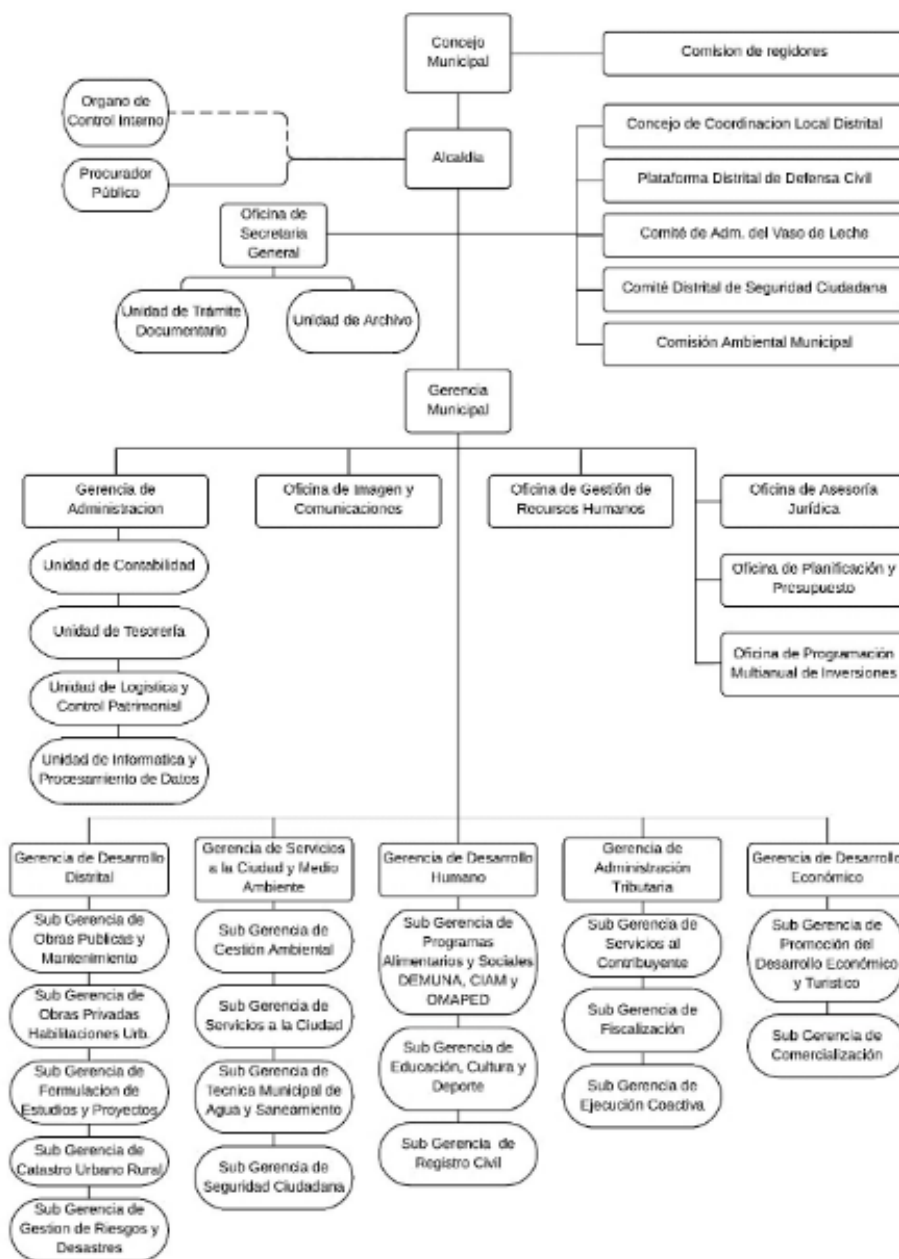 Concejo
Municipal
Comision de regidores
Organo de
Control Interno
Concejo de Coordinacion Local Distrital
Alcaldia
Procurador
Público
Plataforma Distrital de Defensa Civil
Oficina de
Secretaria
General
Comité de Adm. del Vaso de Leche
Comité Distrital de Seguridad Ciudadana
Unidad de Trámite
Documentario
Unidad de Archivo
Comisión Ambiental Municipal
Gerencia
Municipal
Gerencia de
Administracion
Oficina de Imagen y
Comunicaciones
Oficina de Gestión de
Recursos Humanos
Oficina de Asesoría
Jurídica
Unidad de Contabilidad
Oficina de Planificación y
Presupuesto
Unidad de Tesorería
Oficina de Programación
Multianual de Inversiones
Unidad de Logística y
Control Patrimonial
Unidad de Informatica y
Procesamiento de Datos
Gerencia de Desarrollo
Distrital
Gerencia de Servicios
a la Ciudad y Medio
Ambiente
Gerencia de Desarrollo
Humano
Gerencia de
Administración
Tributaria
Gerencia de Desarrollo
Económico
Sub Gerencia de
Obras Publicas y
Mantenimiento
Sub Gerencia de
Gestión Ambiental
Sub Gerencia de
Programas
Alimentarios y Sociales
DEMUNA, CIAM y
OMAPED
Sub Gerencia de
Servicios al
Contribuyente
Sub Gerencia de
Promoción del
Desarrollo Económico
y Turistico
Sub Gerencia de
Obras Privadas
Habilitaciones Urb.
Sub Gerencia de
Servicios a la Ciudad
Sub Gerencia de
Educación, Cultura y
Deporte
Sub Gerencia de
Fiscalización
Sub Gerencia de
Comercialización
Sub Gerencia de
Formulacion de
Estudios y Proyectos
Sub Gerencia de
Tecnica Municipal de
Agua y Saneamiento
Sub Gerencia de
Registro Civil
Sub Gerencia de
Ejecución Coactiva
Sub Gerencia de
Catastro Urbano Rural
Sub Gerencia de
Seguridad Ciudadana
Sub Gerencia de
Gestion de Riesgos y
Desastres